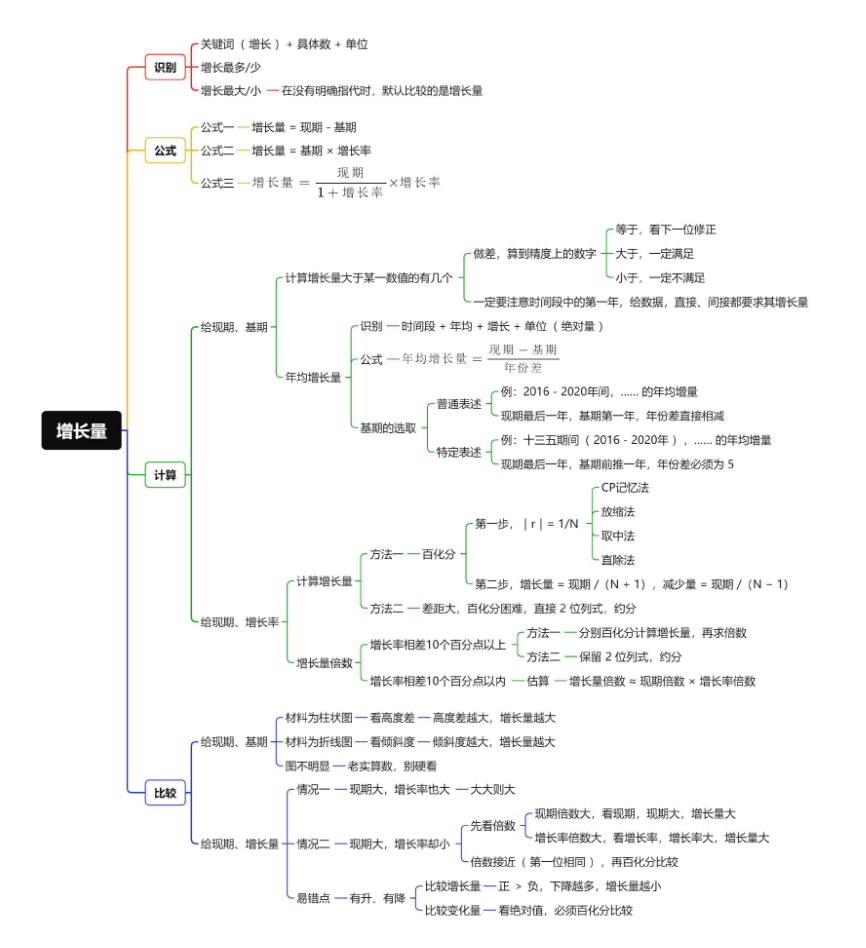 增长量
识别
关键词（ 增长 ）+ 具体数 + 单位
增长最多/少
增长最大/小
在没有明确指代时，默认比较的是增长量
公式
公式一
增长量 = 现期 - 基期
公式二
增长量 = 基期 × 增长率
公式三
增长量 = 现期 / 1 + 增长率 × 增长率
计算
给现期、基期
计算增长量大于某一数值的有几个
做差，算到精度上的数字
等于，看下一位修正
大于，一定满足
小于，一定不满足
一定要注意时间段中的第一年，给数据，直接、间接都要求其增长量
年均增长量
识别
时间段 + 年均 + 增长 + 单位（ 绝对量 ）
公式
年均增长量 = 现期 − 基期 / 年份差
基期的选取
普通表述
例：2016 - 2020年间，...... 的年均增量
现期最后一年，基期第一年，年份差直接相减
特定表述
例：十三五期间（ 2016 - 2020年 ），...... 的年均增量
现期最后一年，基期前推一年，年份差必须为 5
给现期、增长率
计算增长量
方法一
百化分
第一步，| r | = 1/N
CP记忆法
放缩法
取中法
直除法
第二步，增长量 = 现期 /（N + 1），减少量 = 现期 /（N − 1）
方法二
差距大，百化分困难，直接 2 位列式，约分
增长量倍数
增长率相差10个百分点以上
方法一
分别百化分计算增长量，再求倍数
方法二
保留 2 位列式，约分
增长率相差10个百分点以内
估算
增长量倍数 ≈ 现期倍数 × 增长率倍数
比较
给现期、基期
材料为柱状图
看高度差
高度差越大，增长量越大
材料为折线图
看倾斜度
倾斜度越大，增长量越大
图不明显
老实算数，别硬看
给现期、增长量
情况一
现期大，增长率也大
大大则大
情况二
现期大，增长率却小
先看倍数
现期倍数大，看现期，现期大，增长量大
增长率倍数大，看增长率，增长率大，增长量大
倍数接近（ 第一位相同 ），再百化分比较
易错点
有升、有降
比较增长量
正 > 负，下降越多，增长量越小
比较变化量
看绝对值，必须百化分比较